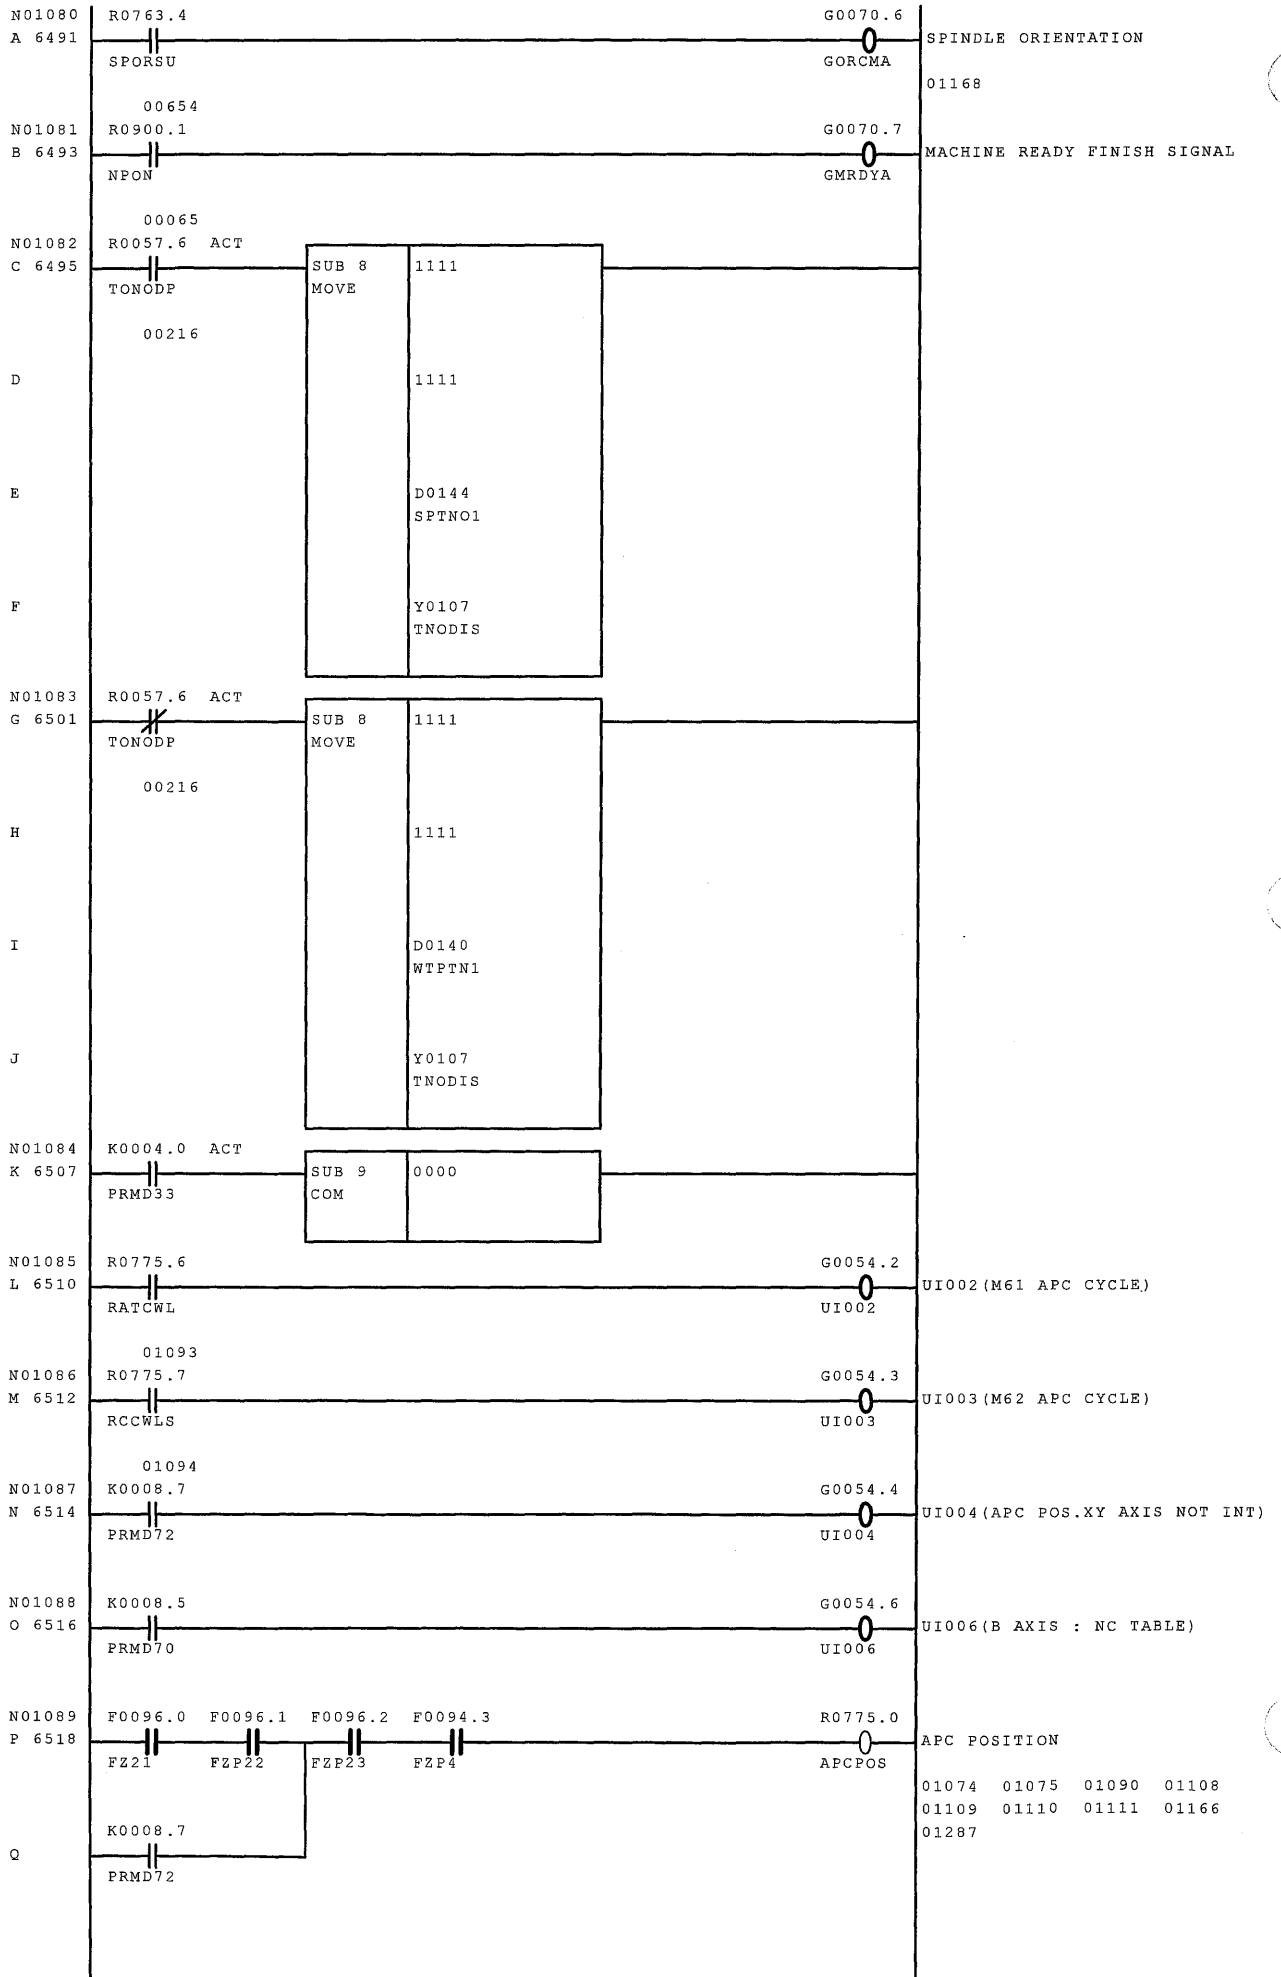 N01080 R0763.4 G0070.6
A 6491 SPINDLE ORIENTATION
SPORSU GORCMA
01168
00654
N01081 R0900.1 G0070.7
B 6493 MACHINE READY FINISH SIGNAL
NPON GMRDYA
00065
N01082 R0057.6 ACT
C 6495 SUB 8 1111
TONODP MOVE
00216
D 1111
E D0144
SPTNO1
F Y0107
TNODIS
N01083 R0057.6 ACT
G 6501 SUB 8 1111
TONODP MOVE
00216
H 1111
I D0140
WTPTN1
J Y0107
TNODIS
N01084 K0004.0 ACT
K 6507 SUB 9 0000
PRMD33 COM
N01085 R0775.6 G0054.2
L 6510 UI002(M61 APC CYCLE)
RATCWL UI002
01093
N01086 R0775.7 G0054.3
M 6512 UI003(M62 APC CYCLE)
RCCWLS UI003
01094
N01087 K0008.7 G0054.4
N 6514 UI004(APC POS.XY AXIS NOT INT)
PRMD72 UI004
N01088 K0008.5 G0054.6
O 6516 UI006(B AXIS : NC TABLE)
PRMD70 UI006
N01089 F0096.0 F0096.1 F0096.2 F0094.3 R0775.0
P 6518 APC POSITION
FZ21 FZP22 FZP23 FZP4 APCPOS
01074 01075 01090 01108
01109 01110 01111 01166
K0008.7 01287
Q
PRMD72